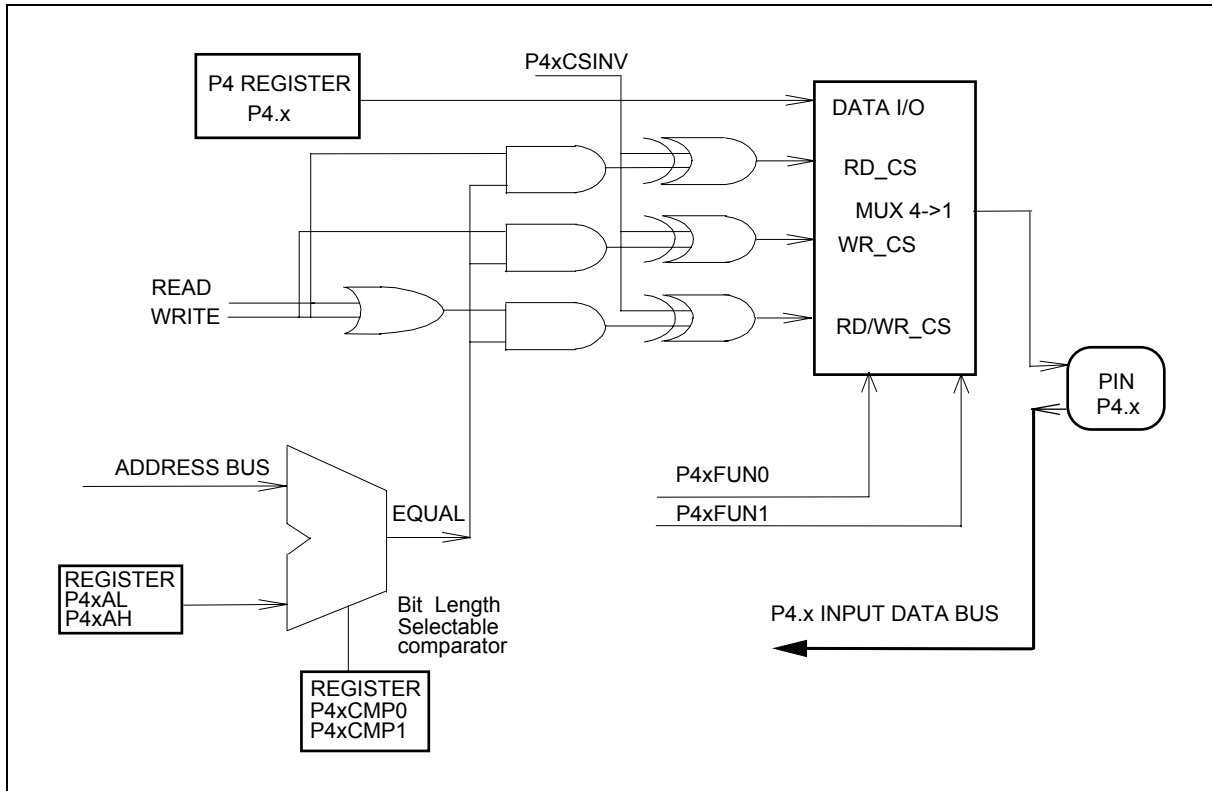 P4xCSINV
P4 REGISTER
P4.x
DATA I/O
RD_CS
MUX 4->1
WR_CS
READ
WRITE
RD/WR_CS
PIN
P4.x
ADDRESS BUS
P4xFUN0
EQUAL
P4xFUN1
REGISTER
P4xAL
P4xAH
Bit Length
Selectable
comparator
P4.x INPUT DATA BUS
REGISTER
P4xCMP0
P4xCMP1